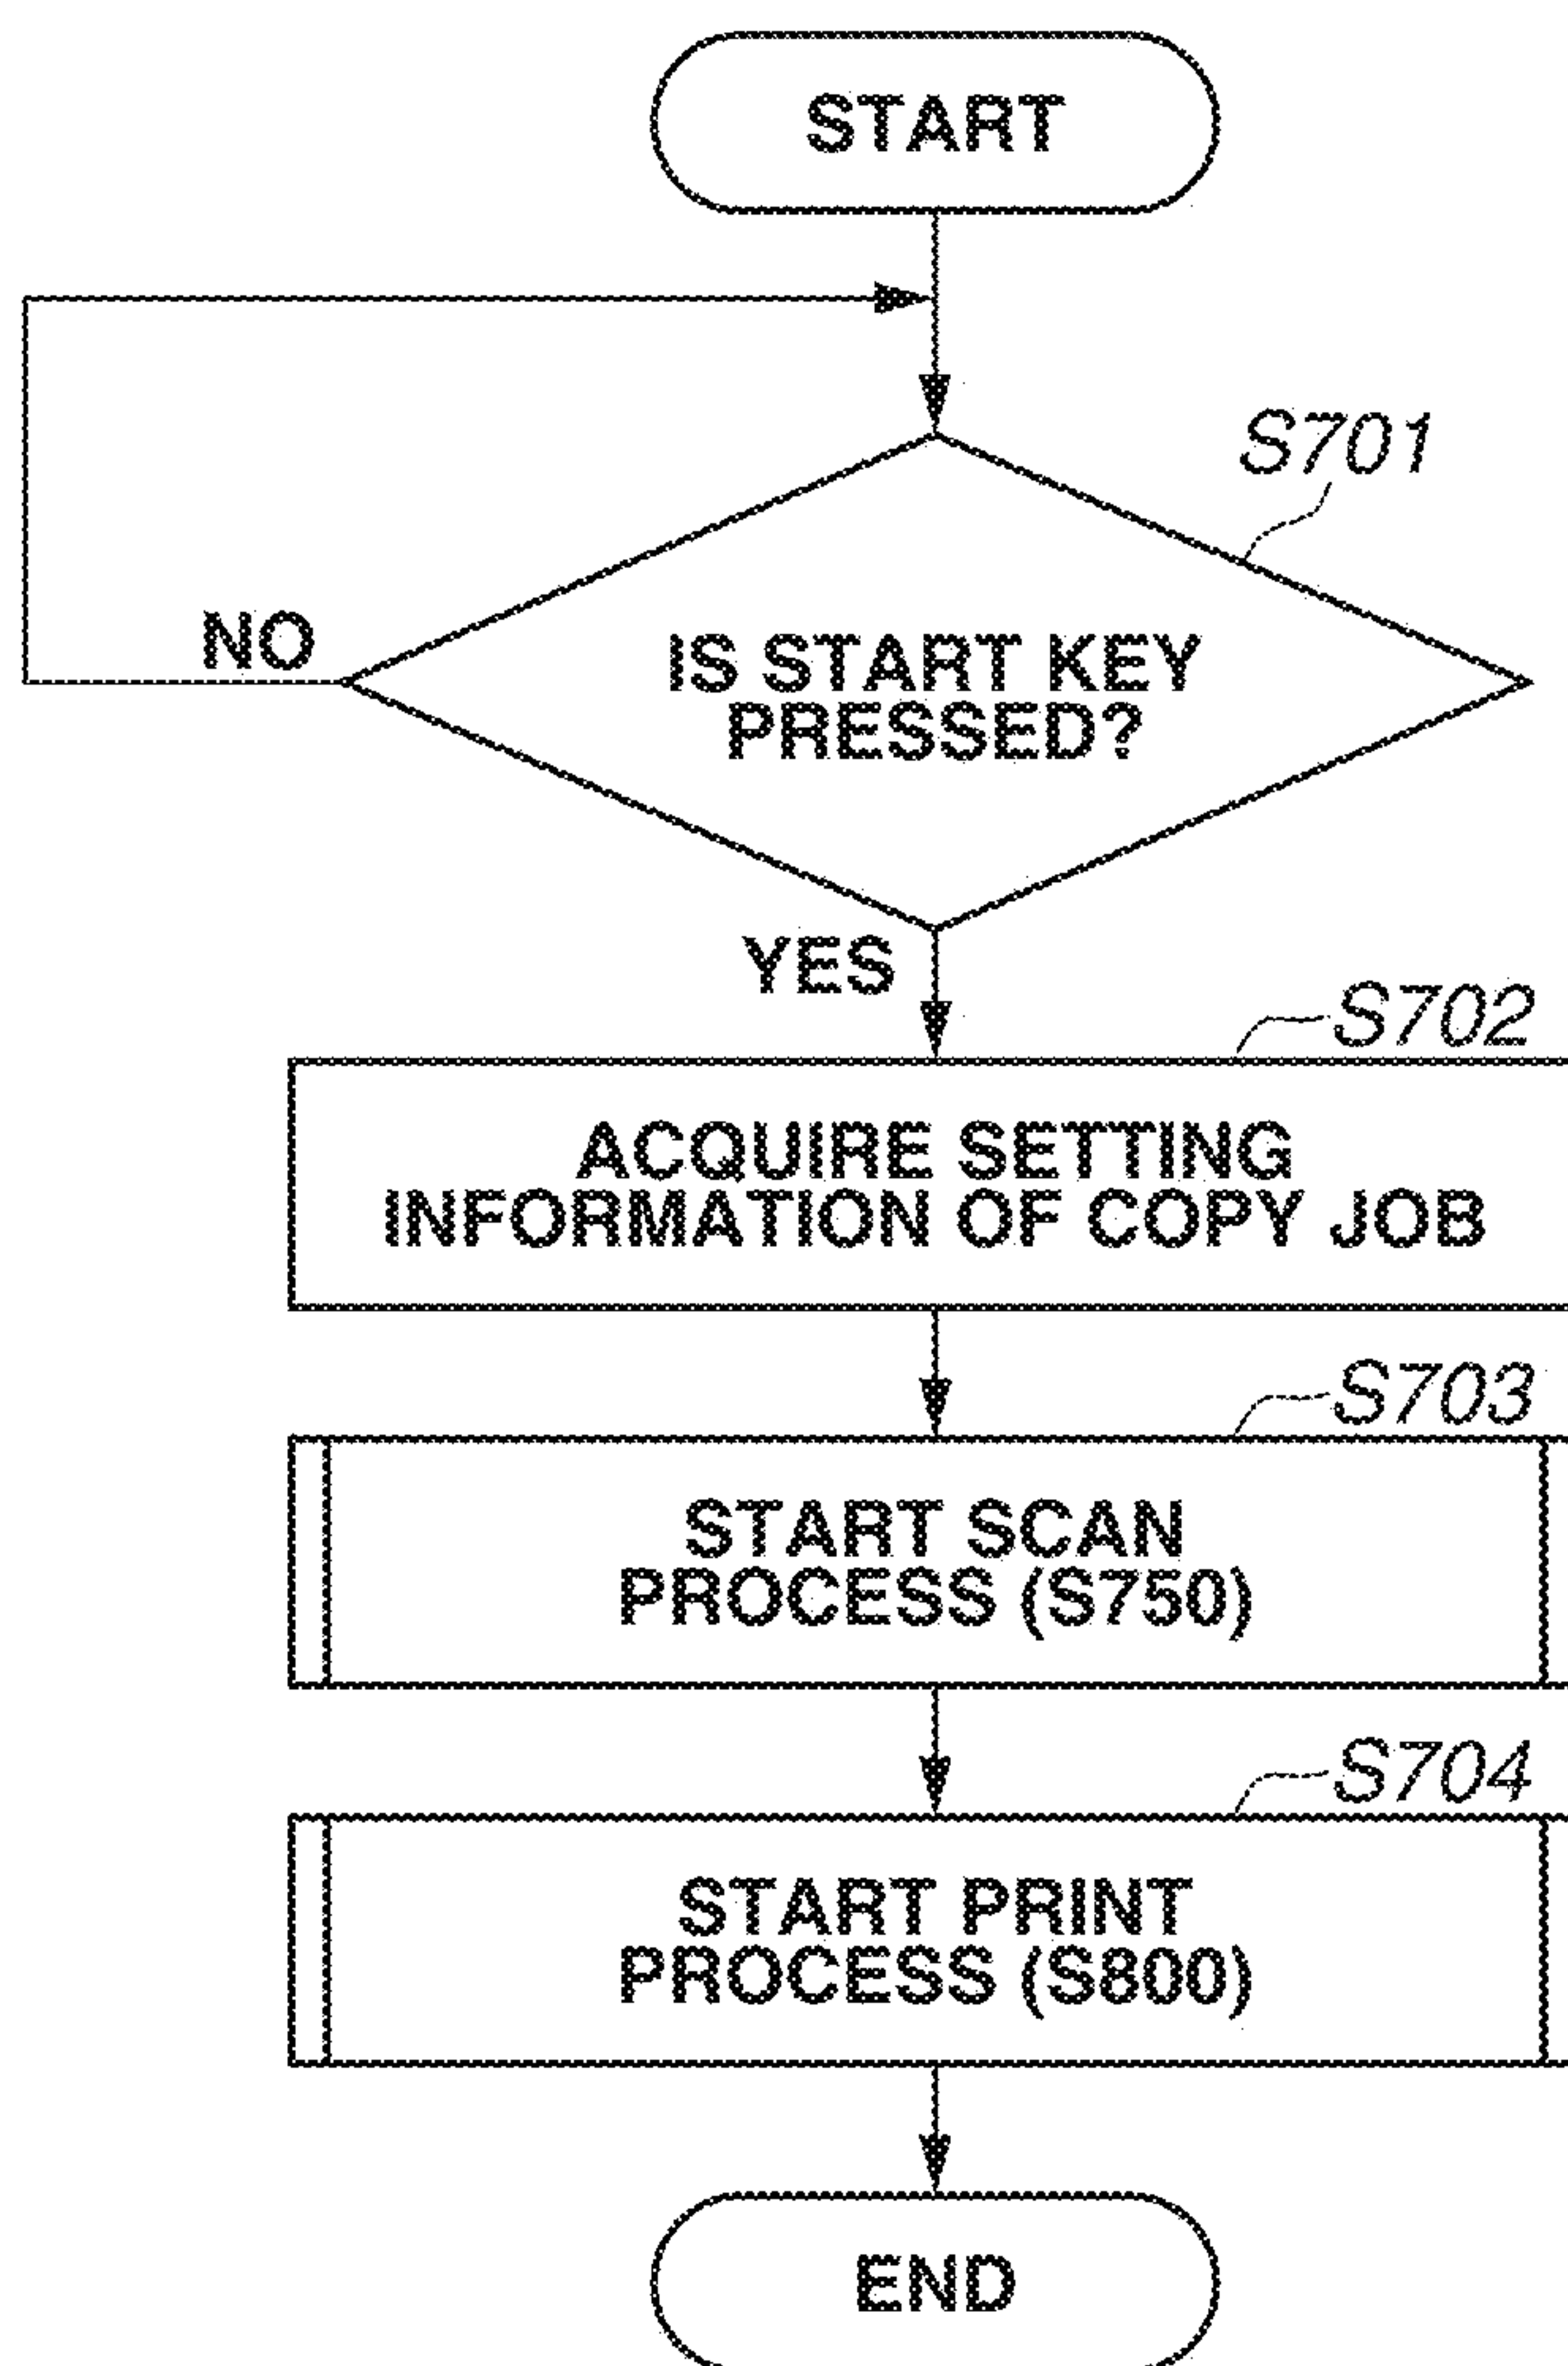 START
S701
NO
IS START KEY
PRESSED?
YES
S702
ACQUIRE SETTING
INFORMATION OF COPY JOB
S703
START SCAN
PROCESS (S750)
S704
START PRINT
PROCESS (S800)
END